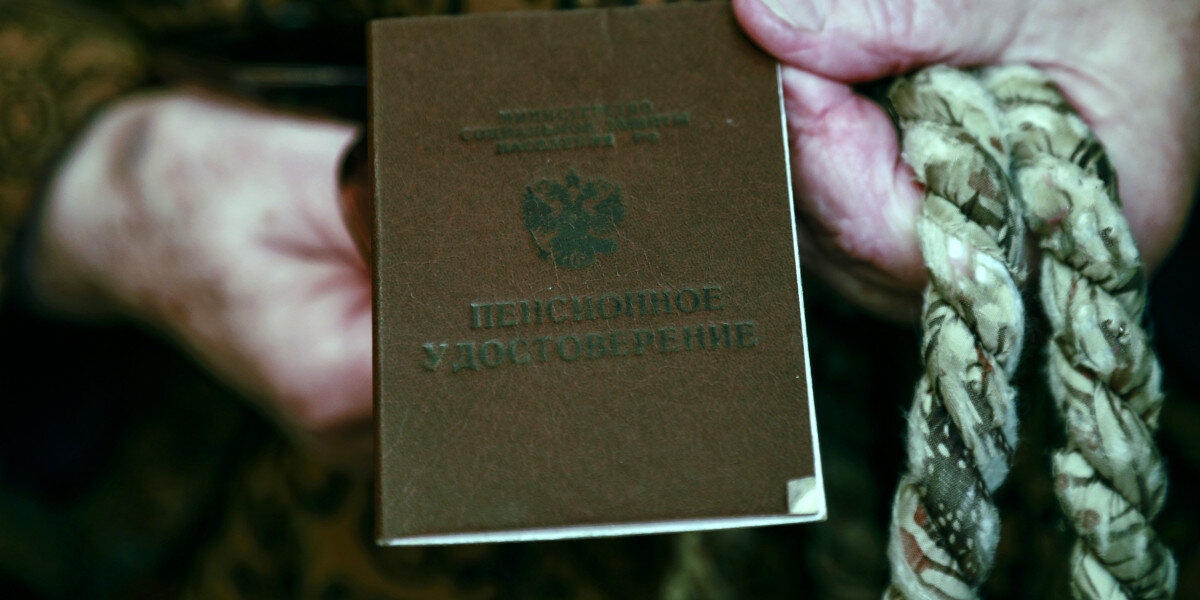 МИНИСТЕРСТВО
СОЦИАЛЬНОЙ ЗАЩИТЫ
НАСЕЛЕНИЯ РФ
ПЕНСИОННОЕ
УДОСТОВЕРЕНИЕ